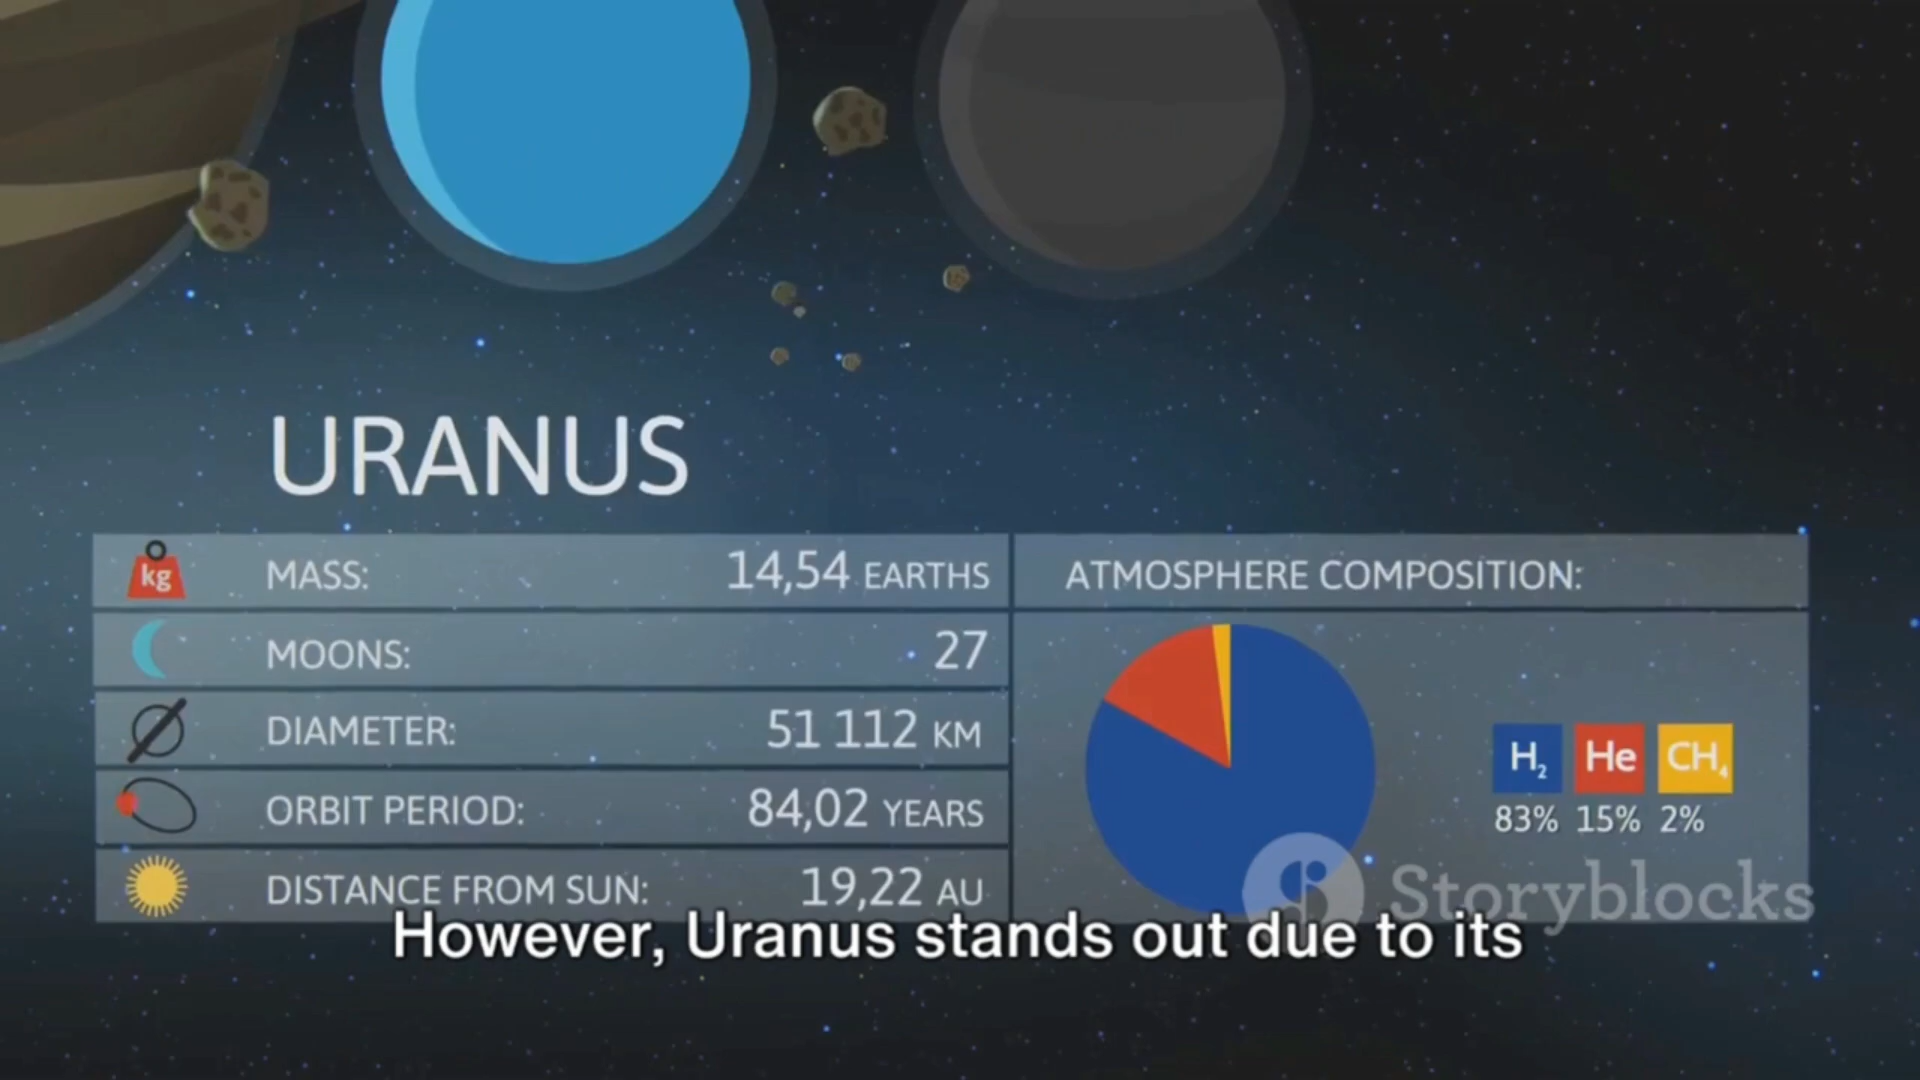 URANUS
kg
MASS: 14,54 EARTHS
MOONS: 27
DIAMETER: 51 112 KM
ORBIT PERIOD: 84,02 YEARS
DISTANCE FROM SUN: 19,22 AU
ATMOSPHERE COMPOSITION:
H₂ He CH₄
83% 15% 2%
Storyblocks
However, Uranus stands out due to its